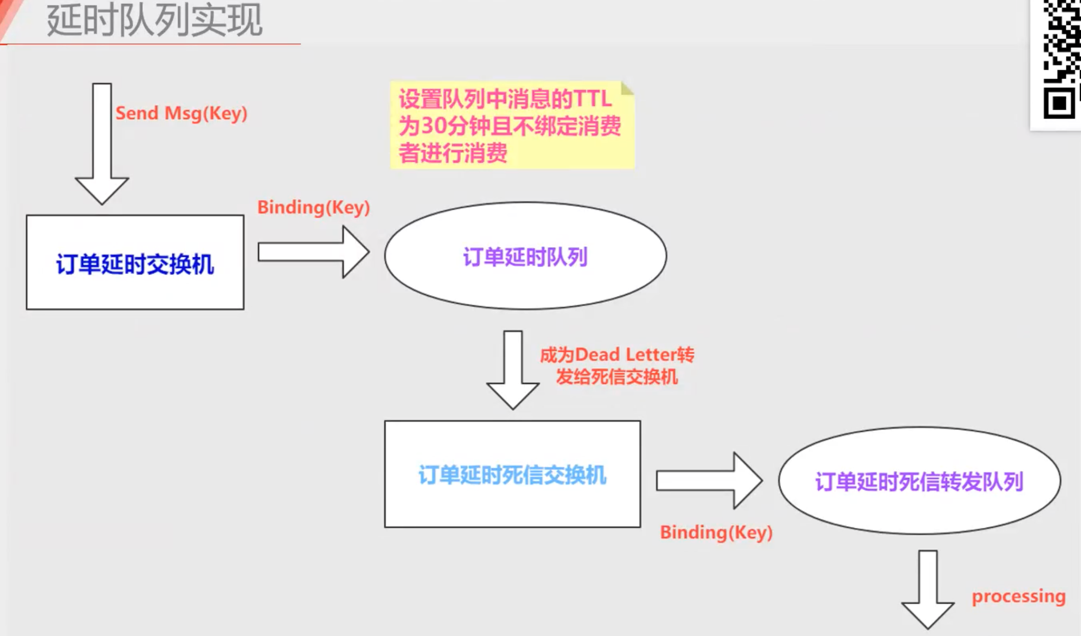 延时队列实现
Send Msg(Key)
设置队列中消息的TTL
为30分钟且不绑定消费
者进行消费
Binding(Key)
订单延时交换机
订单延时队列
成为Dead Letter转
发给死信交换机
订单延时死信交换机
订单延时死信转发队列
Binding(Key)
processing